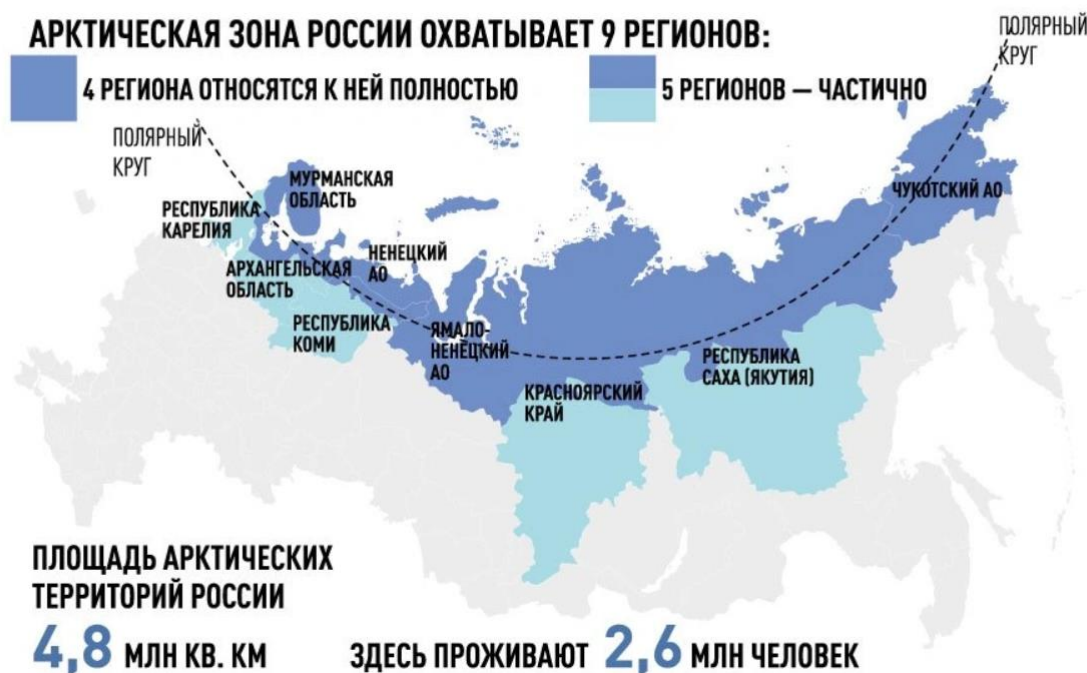 АРКТИЧЕСКАЯ ЗОНА РОССИИ ОХВАТЫВАЕТ 9 РЕГИОНОВ:
4 РЕГИОНА ОТНОСЯТСЯ К НЕЙ ПОЛНОСТЬЮ
5 РЕГИОНОВ — ЧАСТИЧНО
ПОЛЯРНЫЙ
КРУГ
ПОЛЯРНЫЙ
КРУГ
МУРМАНСКАЯ
ОБЛАСТЬ
ЧУКОТСКИЙ АО
РЕСПУБЛИКА
КАРЕЛИЯ
НЕНЕЦКИЙ
АО
АРХАНГЕЛЬСКАЯ
ОБЛАСТЬ
РЕСПУБЛИКА
КОМИ
ЯМАЛО-
НЕНЕЦКИЙ
АО
РЕСПУБЛИКА
САХА (ЯКУТИЯ)
КРАСНОЯРСКИЙ
КРАЙ
ПЛОЩАДЬ АРКТИЧЕСКИХ
ТЕРРИТОРИЙ РОССИИ
4,8 МЛН КВ. КМ
ЗДЕСЬ ПРОЖИВАЮТ 2,6 МЛН ЧЕЛОВЕК